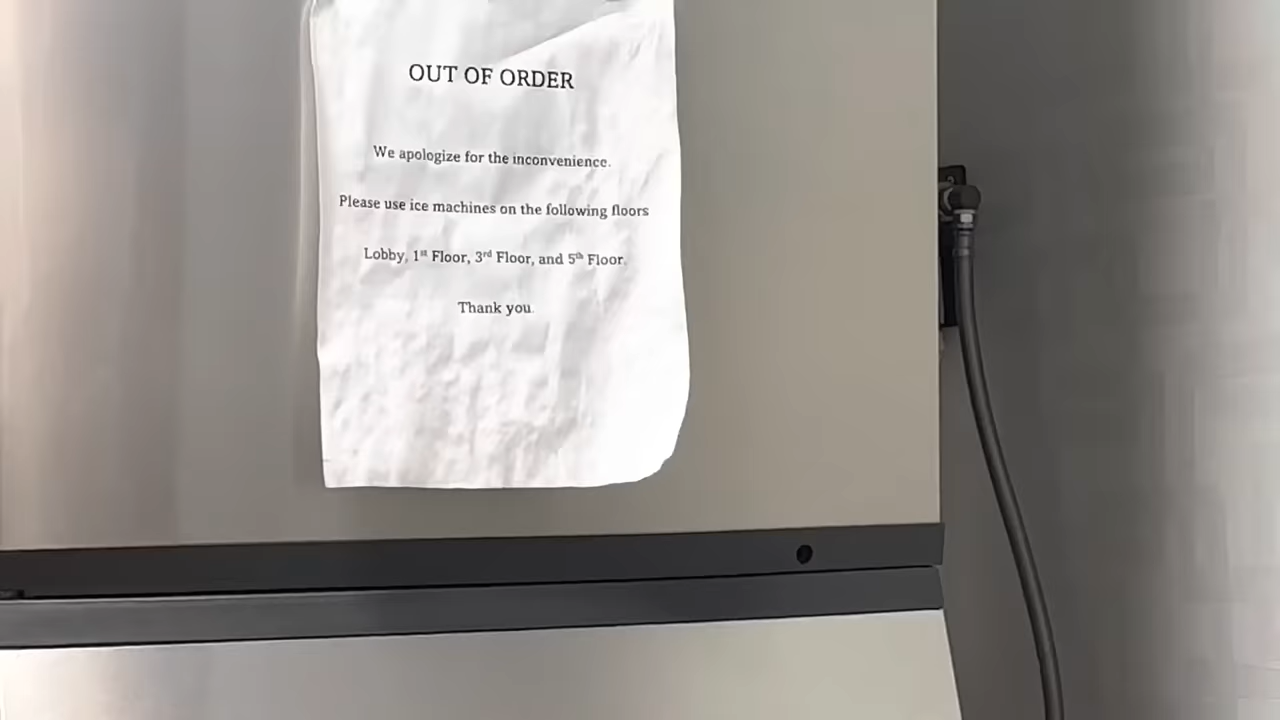 OUT OF ORDER
We apologize for the inconvenience.
Please use ice machines on the following floors
Lobby, 1st Floor, 3rd Floor, and 5th Floor.
Thank you.